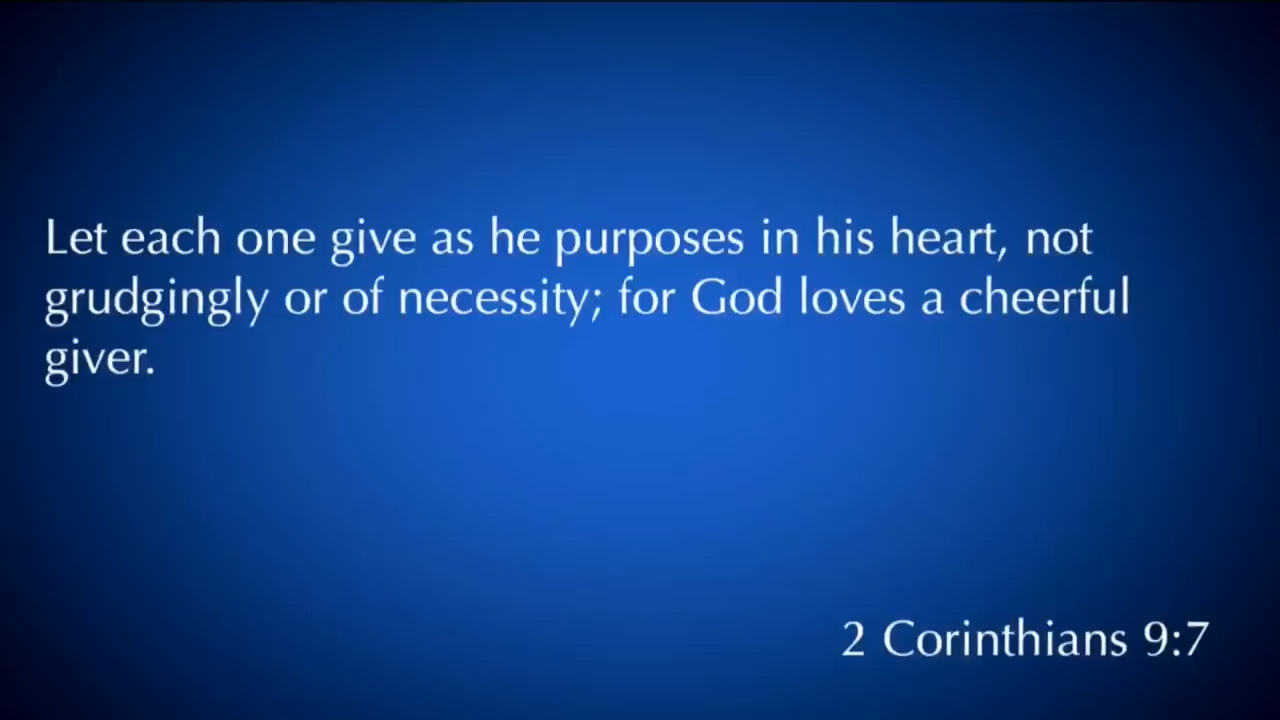 Let each one give as he purposes in his heart, not
grudgingly or of necessity; for God loves a cheerful
giver.
2 Corinthians 9:7